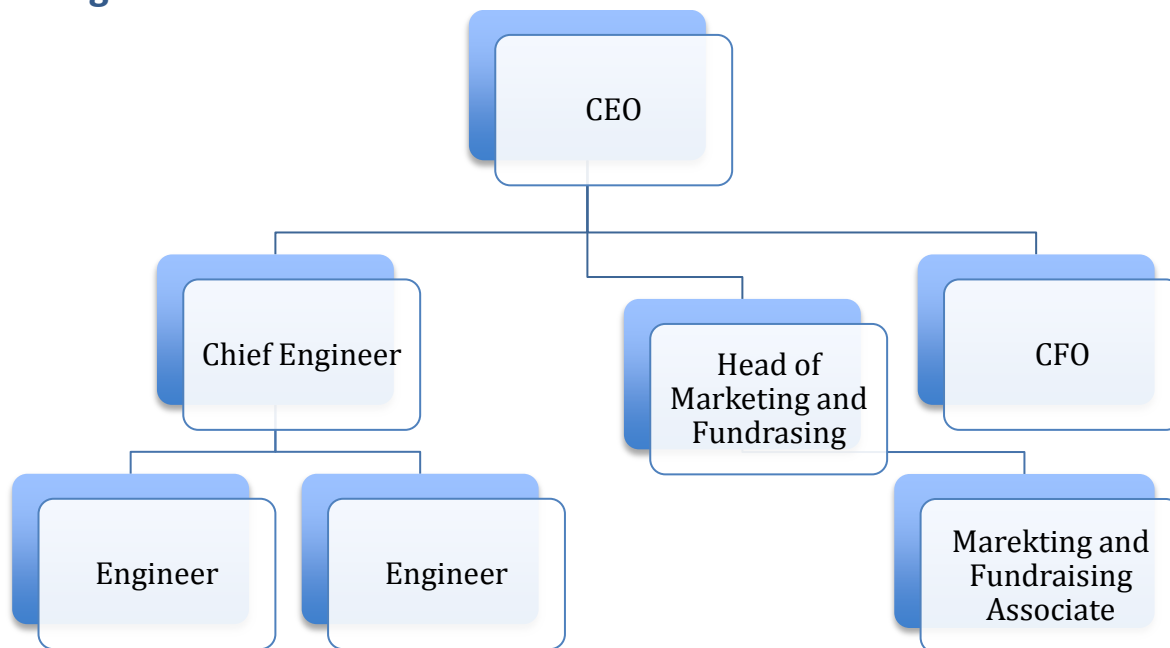 CEO
Chief Engineer
Head of
Marketing and
Fundrasing
CFO
Engineer
Engineer
Marekting and
Fundraising
Associate